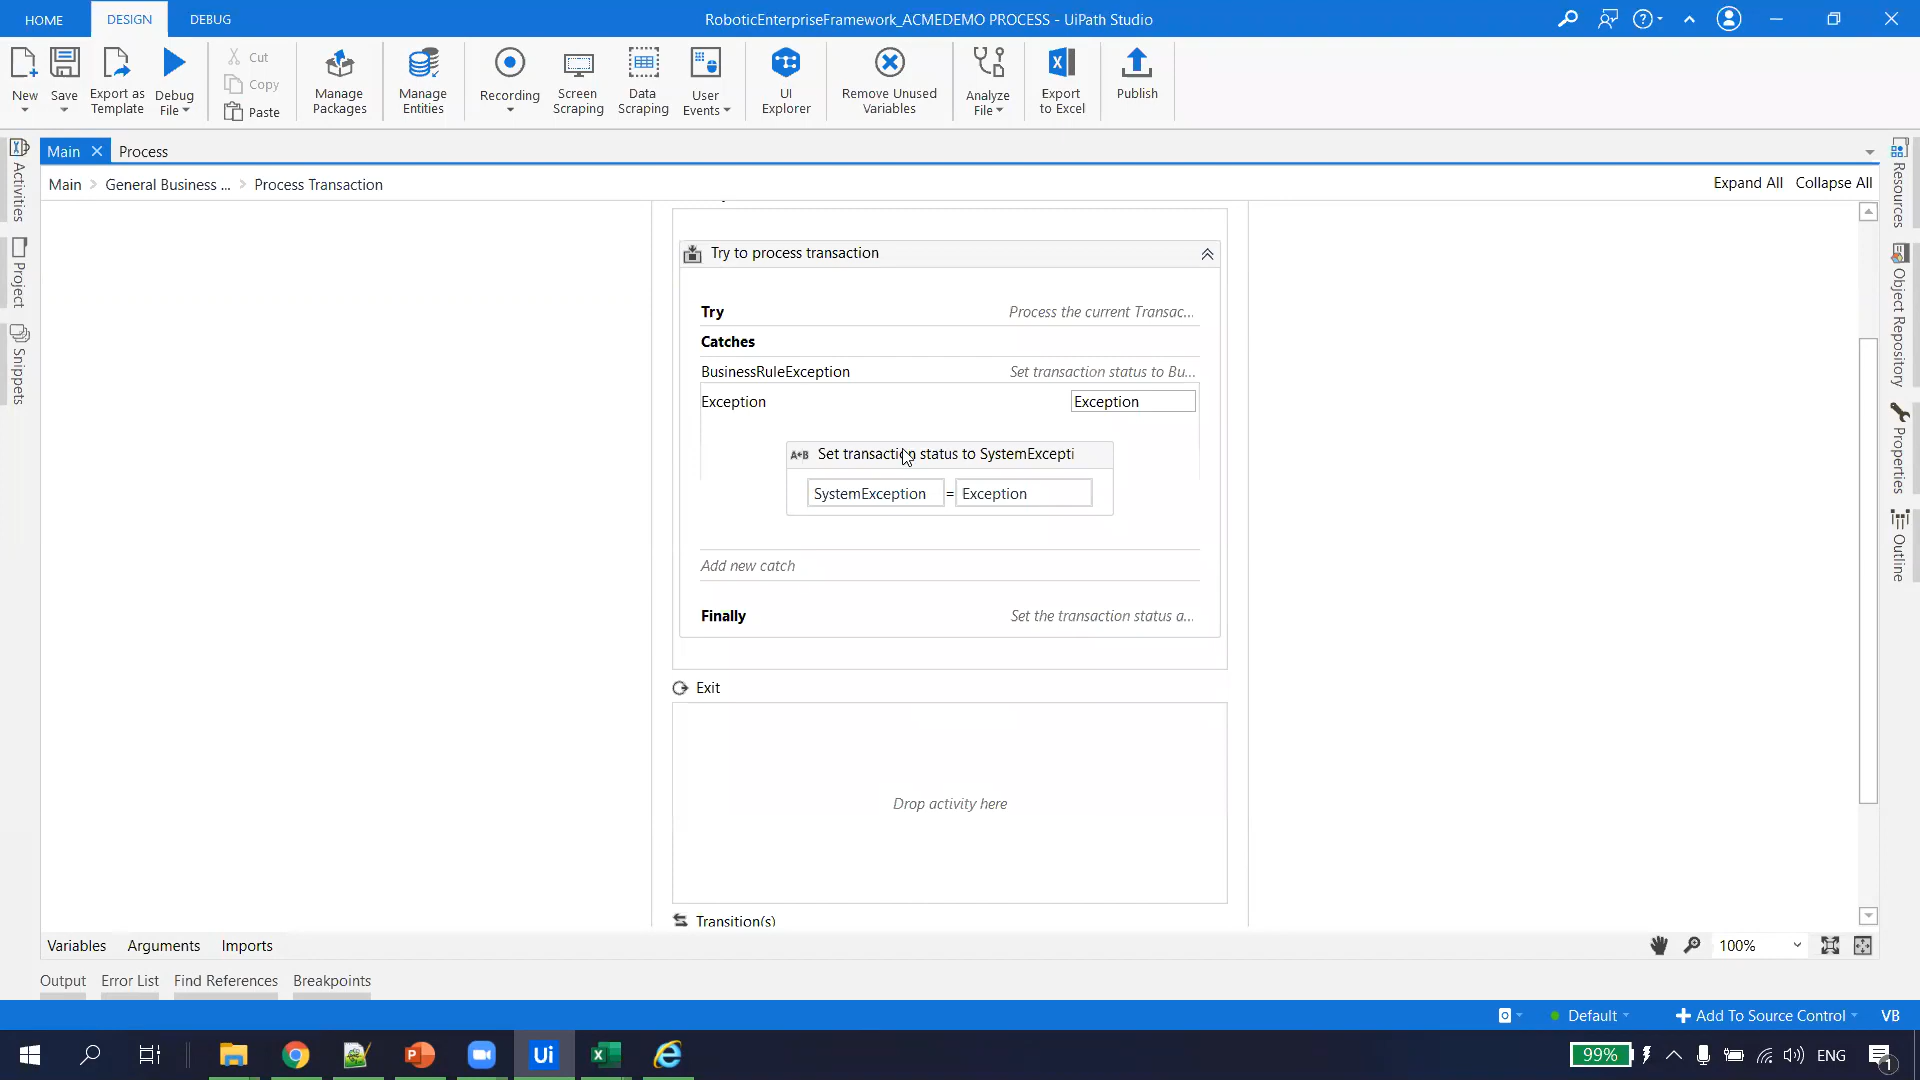 HOME
DESIGN
DEBUG
RoboticEnterpriseFramework_ACMEDEMO PROCESS - UiPath Studio
New
Save
Export as Template
Debug File
Cut
Copy
Paste
Manage Packages
Manage Entities
Recording
Screen Scraping
Data Scraping
User Events
UI Explorer
Remove Unused Variables
Analyze File
Export to Excel
Publish
Main
Process
Main > General Business ... > Process Transaction
Expand All
Collapse All
Activities
Project
Snippets
Resources
Object Repository
Properties
Outline
Try to process transaction
Try
Process the current Transac...
Catches
BusinessRuleException
Set transaction status to Bu...
Exception
Exception
A+B Set transaction status to SystemExcepti
SystemException = Exception
Add new catch
Finally
Set the transaction status a...
Exit
Drop activity here
Transition(s)
Variables
Arguments
Imports
100%
Output
Error List
Find References
Breakpoints
Default
Add To Source Control
VB
Ui
99%
ENG
1